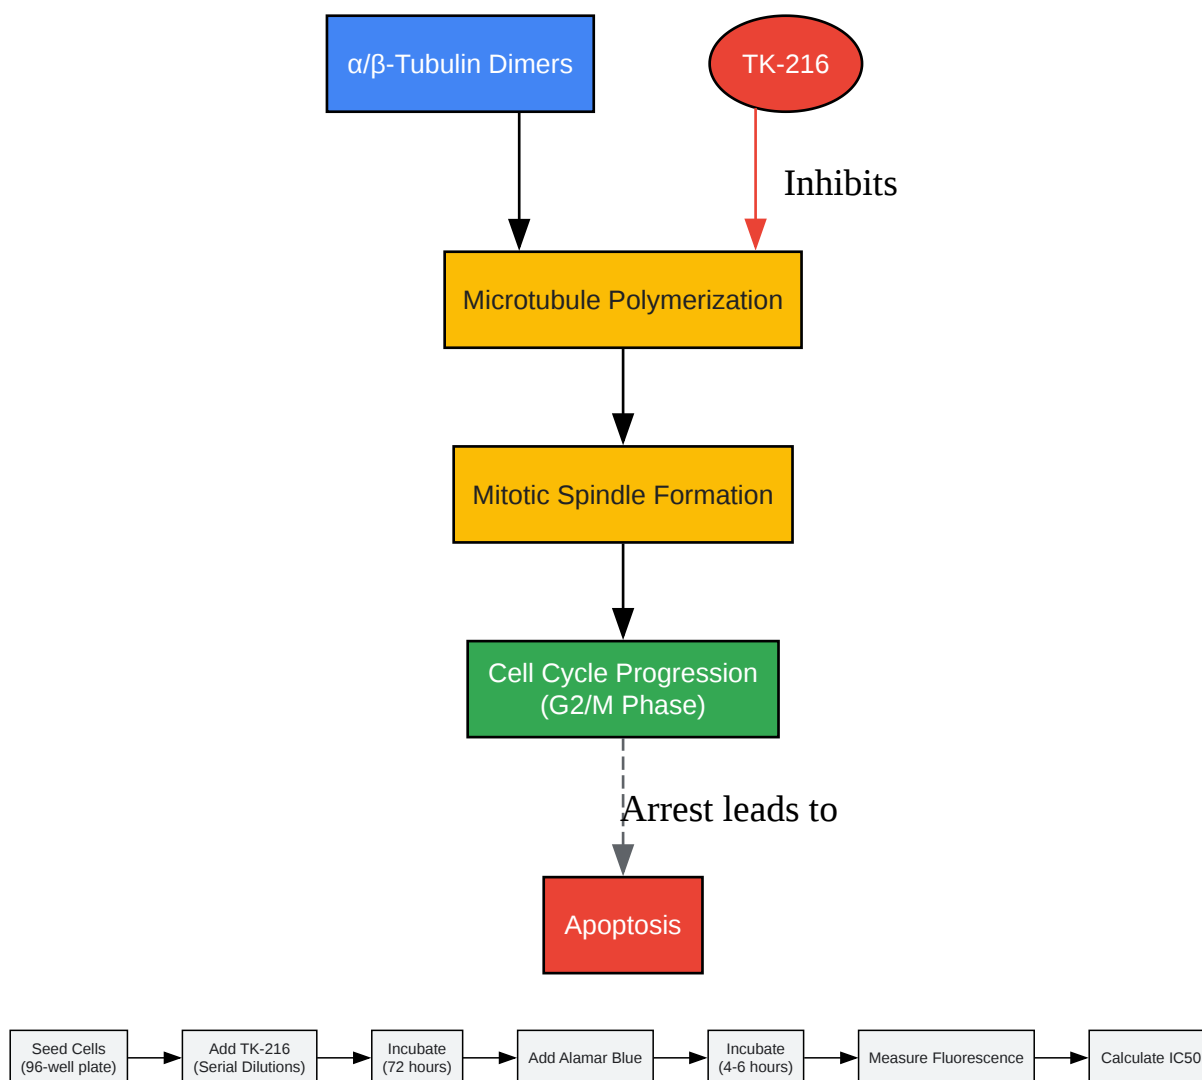 α/β-Tubulin Dimers
TK-216
Inhibits
Microtubule Polymerization
Mitotic Spindle Formation
Cell Cycle Progression
(G2/M Phase)
Arrest leads to
Apoptosis
Seed Cells
(96-well plate)
Add TK-216
(Serial Dilutions)
Incubate
(72 hours)
Add Alamar Blue
Incubate
(4-6 hours)
Measure Fluorescence
Calculate IC50